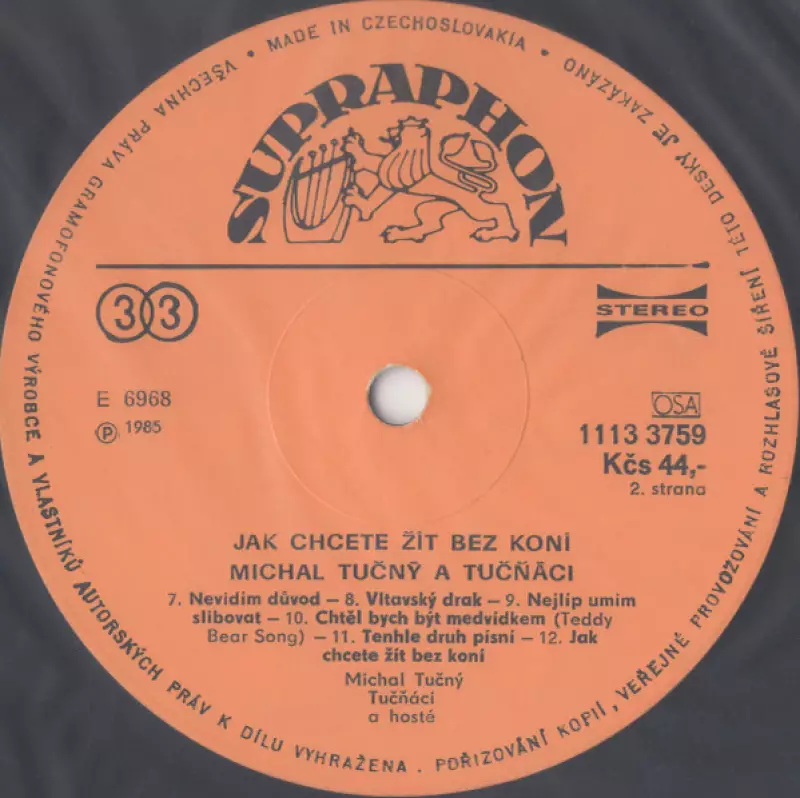 VŠECHNA PRÁVA GRAMOFONOVÉHO VÝROBCE A VLASTNÍKŮ AUTORSKÝCH PRÁV K DÍLU VYHRAŽENA . POŘIZOVÁNÍ KOPIÍ, VEŘEJNÉ PROVOZOVÁNÍ A ROZHLASOVÉ ŠÍŘENÍ TÉTO DESKY JE ZAKÁZÁNO
• MADE IN CZECHOSLOVAKIA •
SUPRAPHON
33
STEREO
E 6968
Ⓟ 1985
OSA
1113 3759
Kčs 44,-
2. strana
JAK CHCETE ŽÍT BEZ KONÍ
MICHAL TUČNÝ A TUČŇÁCI
7. Nevidím důvod – 8. Vltavský drak – 9. Nejlíp umím
slibovat – 10. Chtěl bych být medvídkem (Teddy
Bear Song) – 11. Tenhle druh písní – 12. Jak
chcete žít bez koní
Michal Tučný
Tučňáci
a hosté